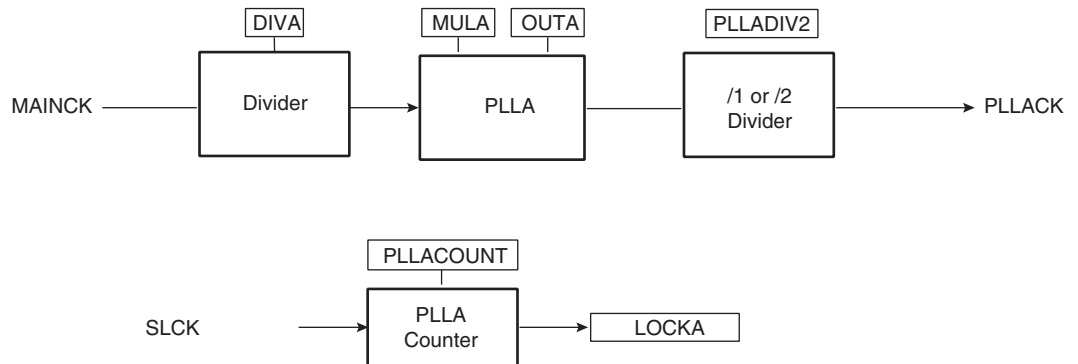 DIVA
MULA
OUTA
PLLADIV2
MAINCK
Divider
PLLA
/1 or /2
Divider
PLLACK
PLLACOUNT
SLCK
PLLA
Counter
LOCKA